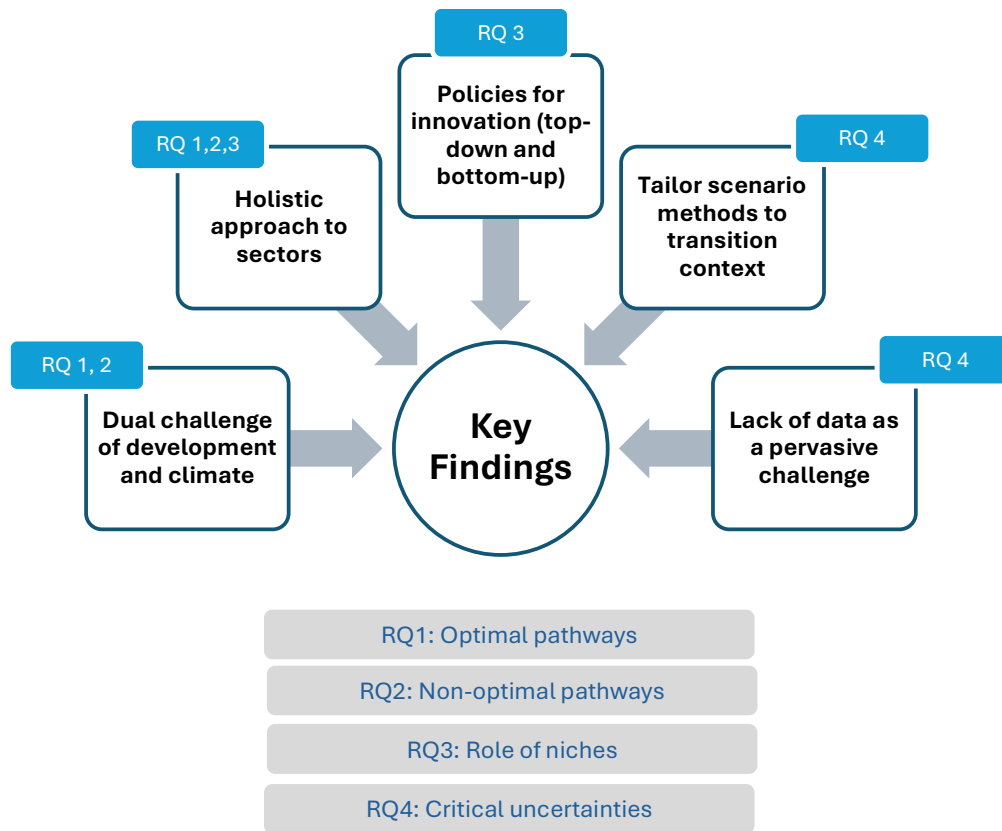 RQ 3
Policies for
innovation (top-
down and
bottom-up)
RQ 1,2,3
Holistic
approach to
sectors
RQ 4
Tailor scenario
methods to
transition
context
RQ 1, 2
Dual challenge
of development
and climate
Key
Findings
RQ 4
Lack of data as
a pervasive
challenge
RQ1: Optimal pathways
RQ2: Non-optimal pathways
RQ3: Role of niches
RQ4: Critical uncertainties